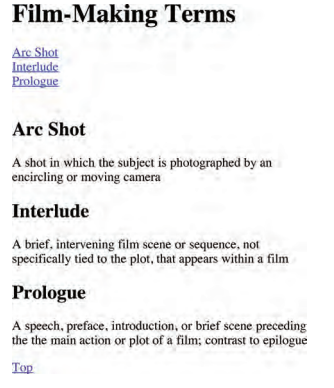 Film-Making Terms
Arc Shot
Interlude
Prologue
Arc Shot
A shot in which the subject is photographed by an
encircling or moving camera
Interlude
A brief, intervening film scene or sequence, not
specifically tied to the plot, that appears within a film
Prologue
A speech, preface, introduction, or brief scene preceding
the the main action or plot of a film; contrast to epilogue
Top